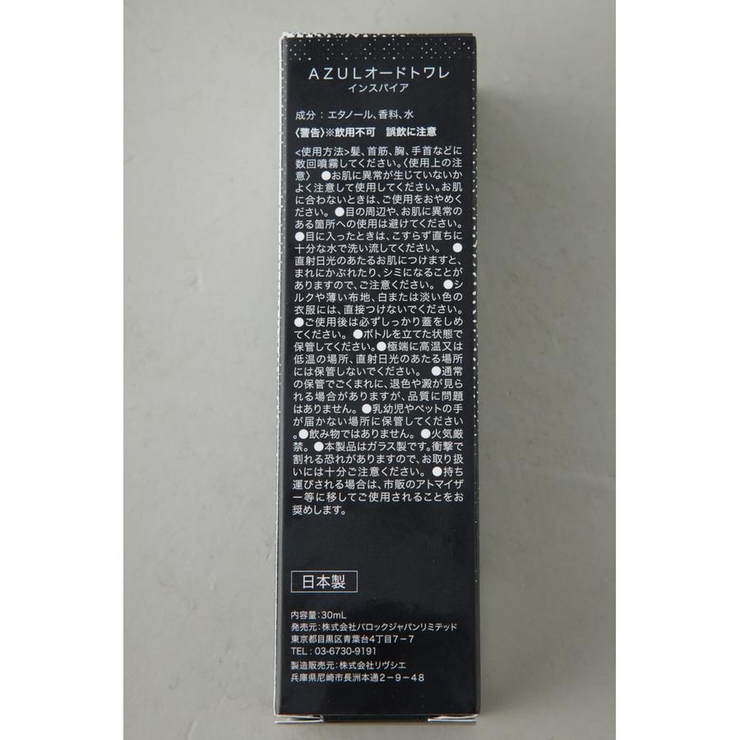 AZULオードトワレ
インスパイア
成分：エタノール、香料、水
〈警告〉※飲用不可　誤飲に注意
<使用方法>髪、首筋、胸、手首などに
数回噴霧してください。〈使用上の注
意〉 ●お肌に異常が生じていないか
よく注意して使用してください。お肌
に合わないときは、ご使用をおやめく
ださい。 ●目の周辺や、お肌に異常の
ある箇所への使用は避けてください。
●目に入ったときは、こすらず直ちに
十分な水で洗い流してください。 ●
直射日光のあたるお肌につけますと、
まれにかぶれたり、シミになることが
ありますので、ご注意ください。 ●シ
ルクや薄い布地、白または淡い色の
衣服には、直接つけないでください。
●ご使用後は必ずしっかり蓋をしめ
てください。 ●ボトルを立てた状態で
保管してください。●極端に高温又は
低温の場所、直射日光のあたる場所
には保管しないでください。 ●通常
の保管でごくまれに、退色や澱が見ら
れる場合がありますが、品質に問題
はありません。 ●乳幼児やペットの手
が届かない場所に保管してくださ
い。●飲み物ではありません。●火気厳
禁。●本製品はガラス製です。衝撃で
割れる恐れがありますので、お取り扱
いには十分ご注意ください。 ●持ち
運びされる場合は、市販のアトマイザ
ー等に移してご使用されることをお
奨めします。
日本製
内容量：30mL
発売元：株式会社バロックジャパンリミテッド
東京都目黒区青葉台4丁目7－7
TEL：03-6730-9191
製造販売元：株式会社リヴシエ
兵庫県尼崎市長洲本通2－9－48